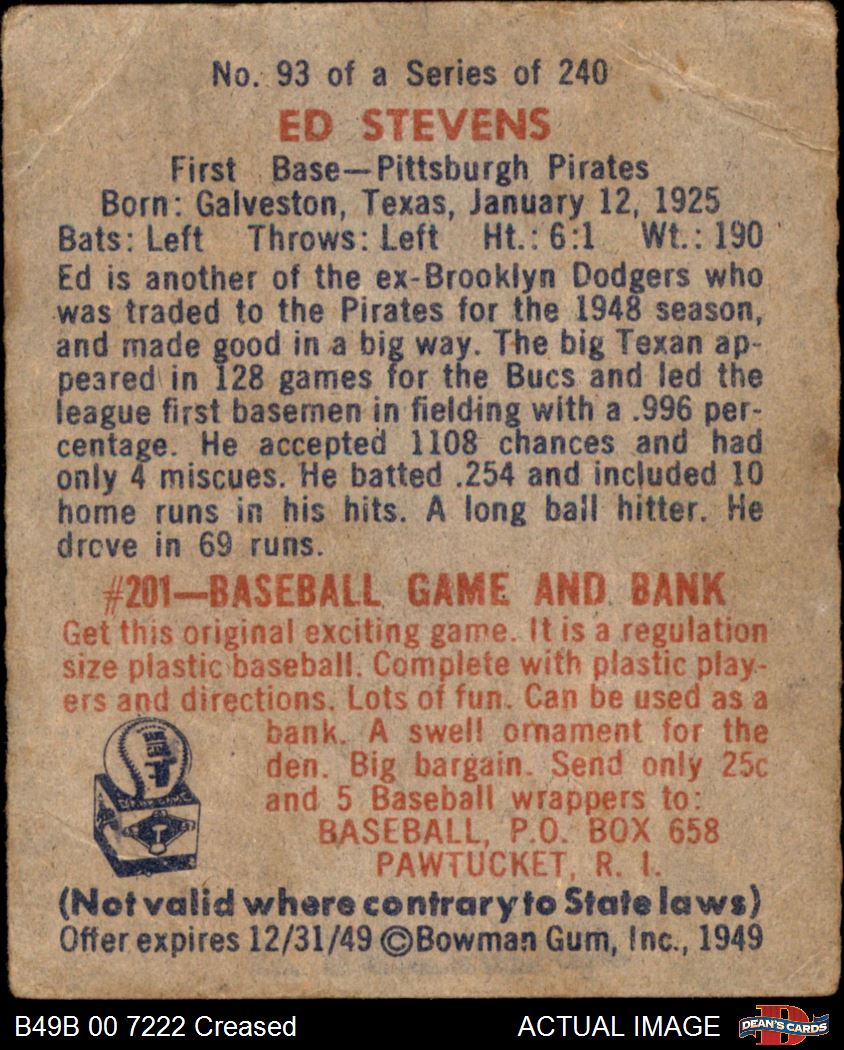 No. 93 of a Series of 240
ED STEVENS
First Base—Pittsburgh Pirates
Born: Galveston, Texas, January 12, 1925
Bats: Left Throws: Left Ht.: 6:1 Wt.: 190
Ed is another of the ex-Brooklyn Dodgers who
was traded to the Pirates for the 1948 season,
and made good in a big way. The big Texan ap-
peared in 128 games for the Bucs and led the
league first basemen in fielding with a .996 per-
centage. He accepted 1108 chances and had
only 4 miscues. He batted .254 and included 10
home runs in his hits. A long ball hitter. He
drove in 69 runs.
#201—BASEBALL GAME AND BANK
Get this original exciting game. It is a regulation
size plastic baseball. Complete with plastic play-
ers and directions. Lots of fun. Can be used as a
bank. A swell ornament for the
den. Big bargain. Send only 25c
and 5 Baseball wrappers to:
BASEBALL, P.O. BOX 658
PAWTUCKET, R. I.
(Not valid where contrary to State laws)
Offer expires 12/31/49 ©Bowman Gum, Inc., 1949
B49B 00 7222 Creased
ACTUAL IMAGE
DEAN'S CARDS